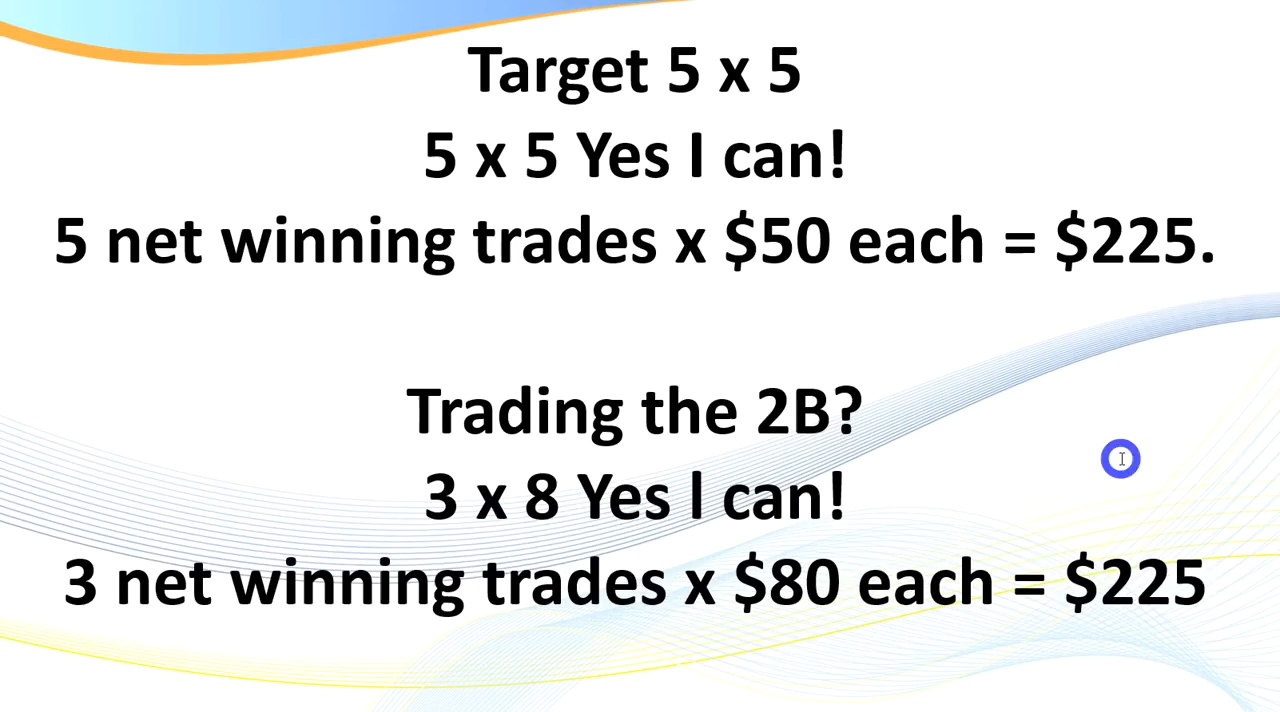 Target 5 x 5
5 x 5 Yes I can!
5 net winning trades x $50 each = $225.
Trading the 2B?
3 x 8 Yes I can!
3 net winning trades x $80 each = $225